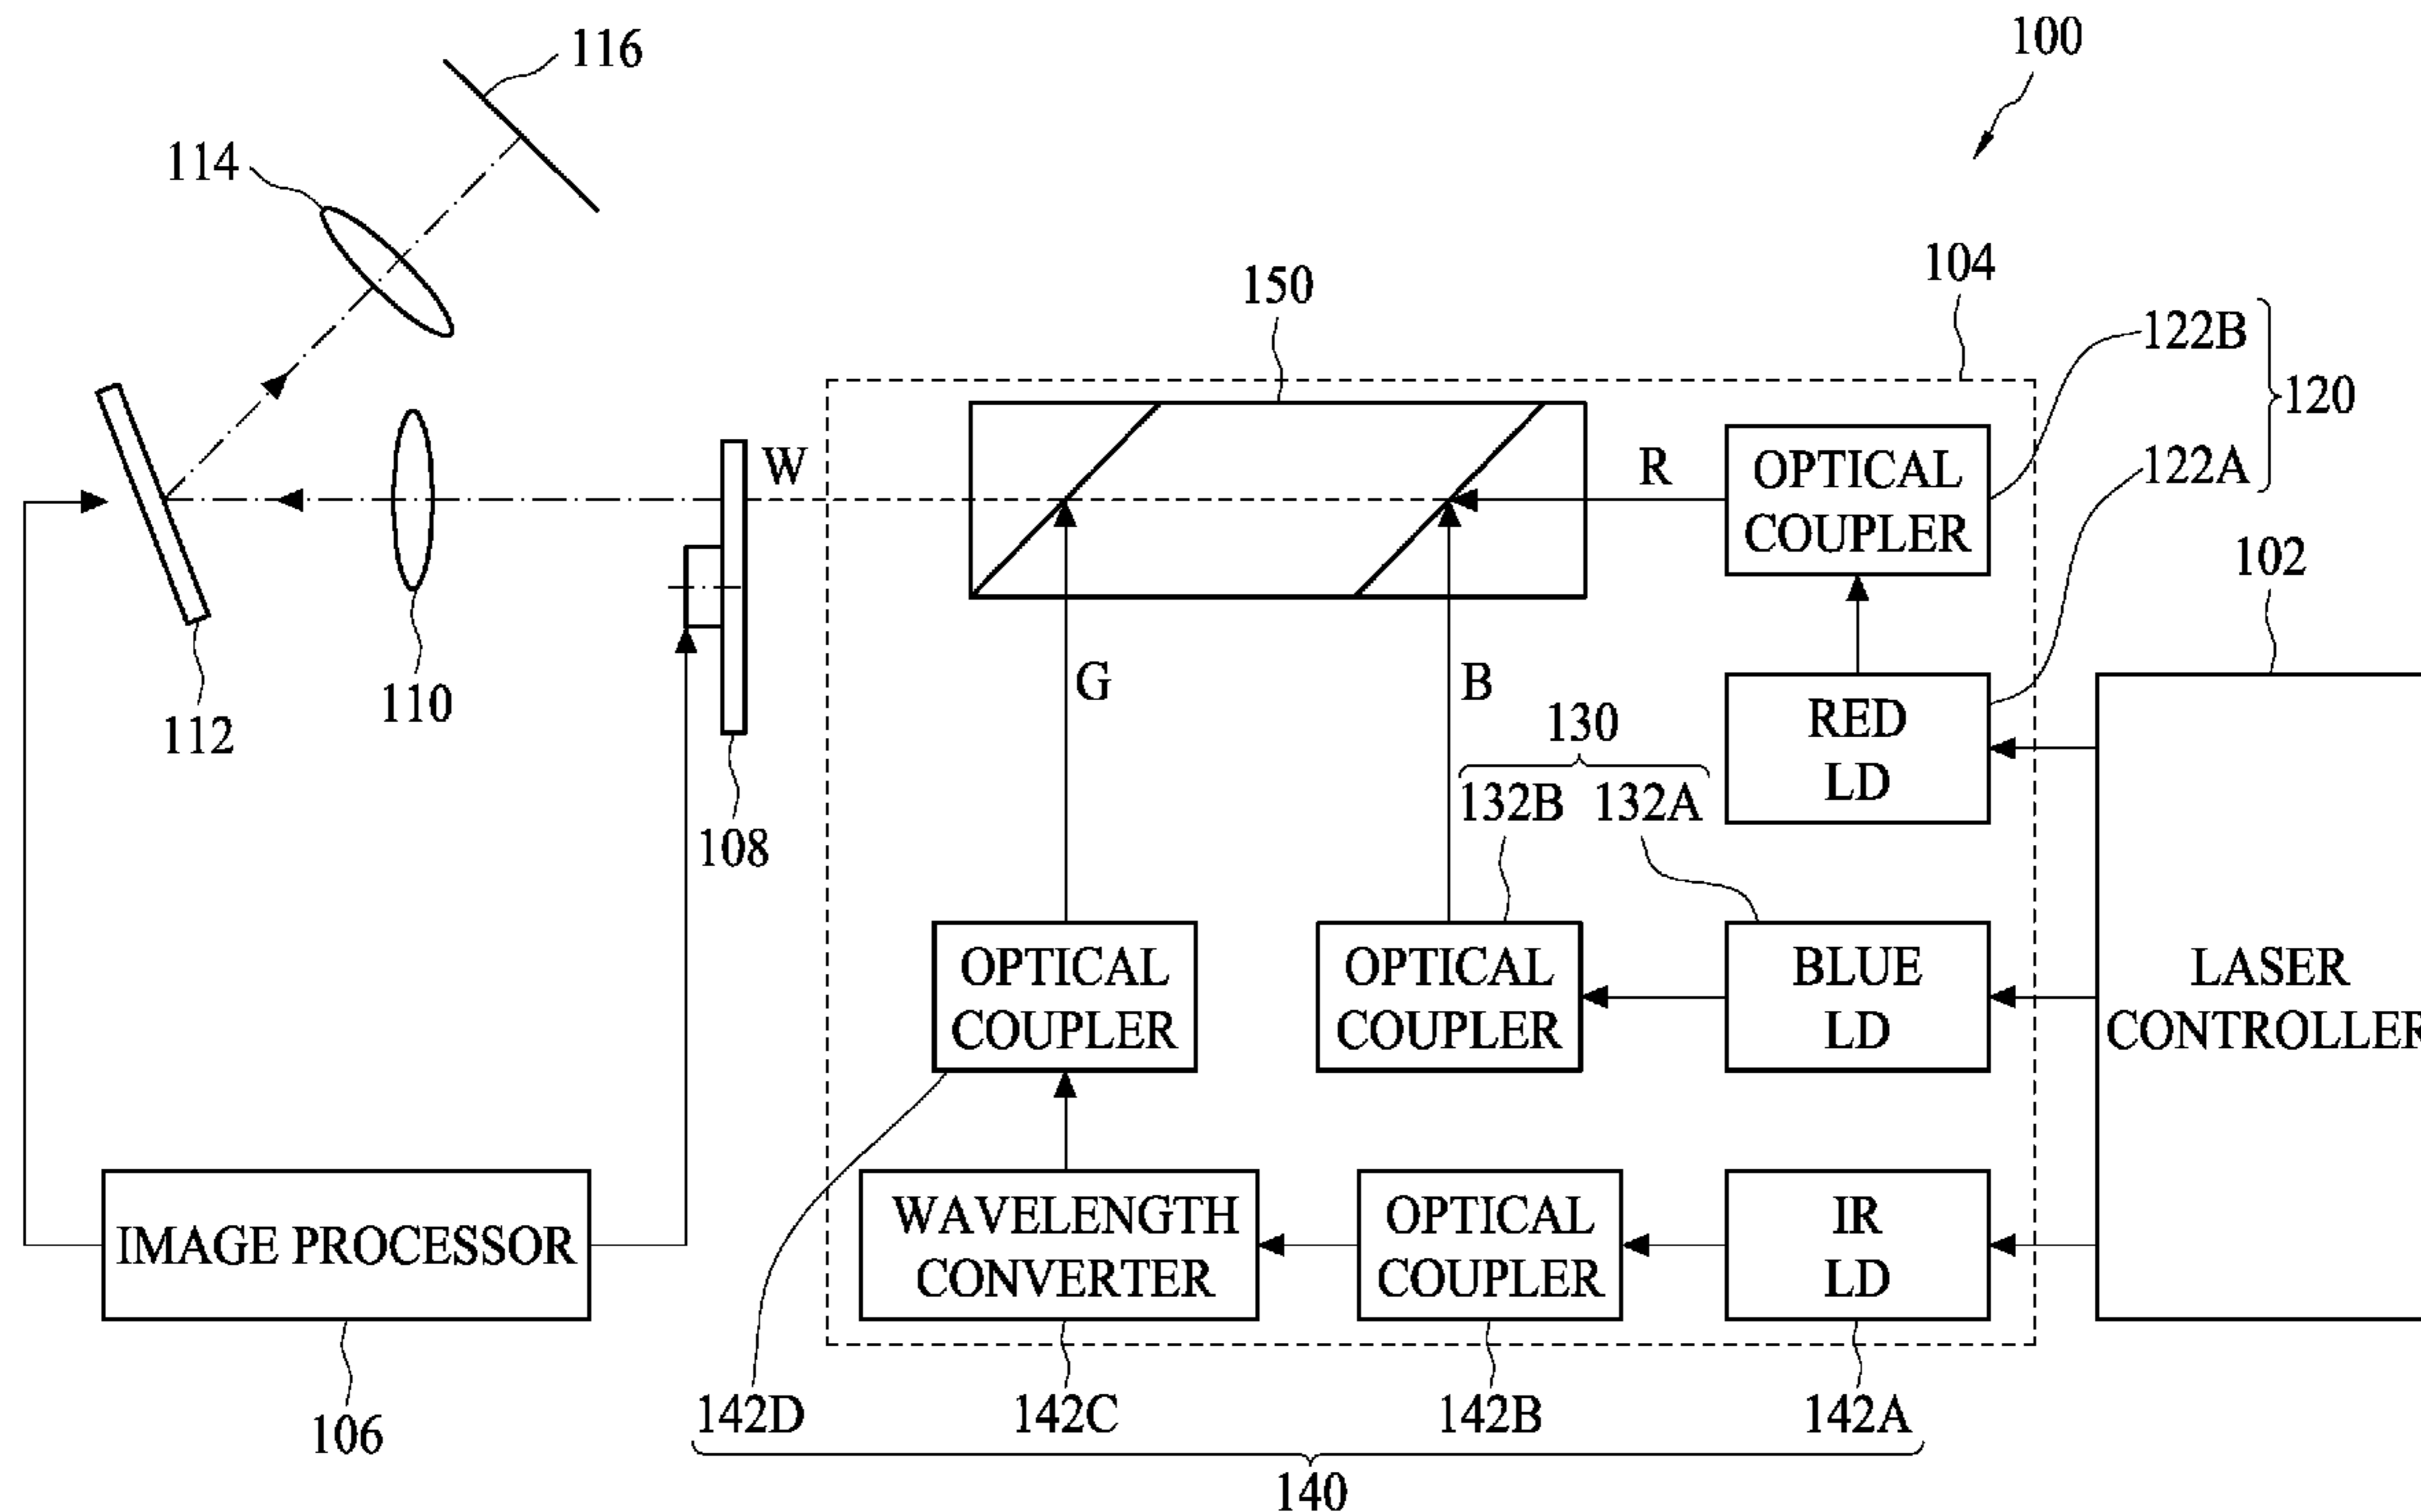 100
116
114
104
150
122B
120
122A
W
R
OPTICAL
COUPLER
102
110
112
G
B
RED
LD
130
132B 132A
108
OPTICAL
COUPLER
OPTICAL
COUPLER
BLUE
LD
LASER
CONTROLLER
IMAGE PROCESSOR
WAVELENGTH
CONVERTER
OPTICAL
COUPLER
IR
LD
106
142D
142C
142B
142A
140